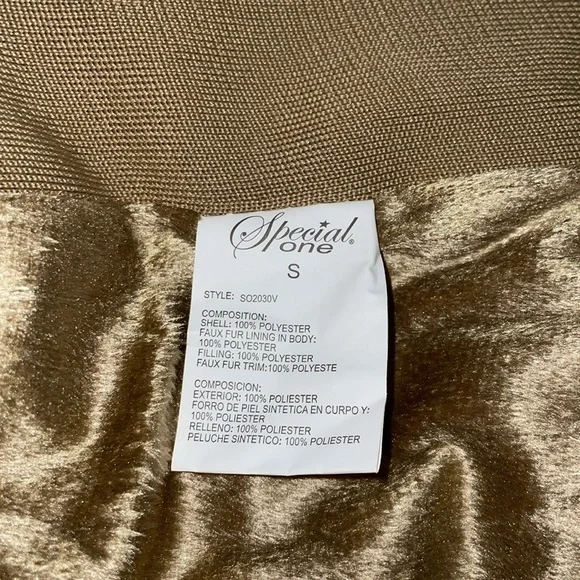 Special
one®
S
STYLE: SO2030V
COMPOSITION:
SHELL: 100% POLYESTER
FAUX FUR LINING IN BODY:
100% POLYESTER
FILLING: 100% POLYESTER
FAUX FUR TRIM:100% POLYESTE
COMPOSICION:
EXTERIOR: 100% POLIESTER
FORRO DE PIEL SINTETICA EN CURPO Y:
100% POLIESTER
RELLENO: 100% POLIESTER
PELUCHE SINTETICO: 100% POLIESTER